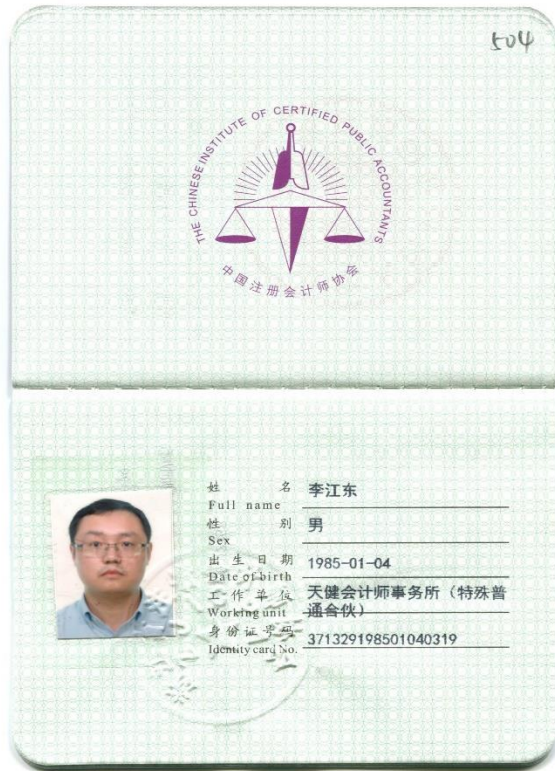 504
THE CHINESE INSTITUTE OF CERTIFIED PUBLIC ACCOUNTANTS
中国注册会计师协会
姓名 李江东
Full name
性别 男
Sex
出生日期 1985-01-04
Date of birth
工作单位 天健会计师事务所（特殊普
Working unit 通合伙）
身份证号码 371329198501040319
Identity card No.